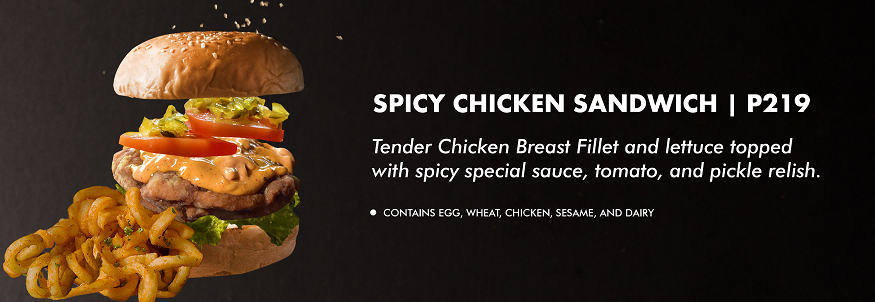 SPICY CHICKEN SANDWICH | P219
Tender Chicken Breast Fillet and lettuce topped
with spicy special sauce, tomato, and pickle relish.
• CONTAINS EGG, WHEAT, CHICKEN, SESAME, AND DAIRY